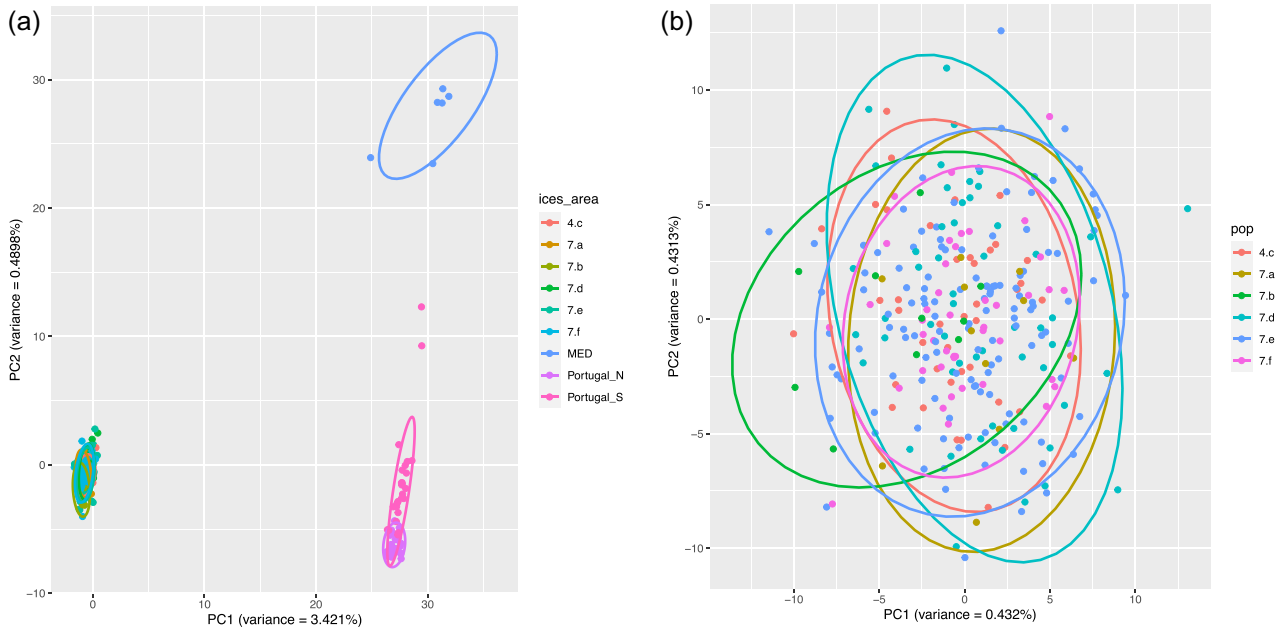 (a)
30
20
10
0
−10
PC2 (variance = 0.4898%)
0
10
20
30
PC1 (variance = 3.421%)
ices_area
4.c
7.a
7.b
7.d
7.e
7.f
MED
Portugal_N
Portugal_S
(b)
10
5
0
−5
−10
PC2 (variance = 0.4313%)
−10
−5
0
5
10
PC1 (variance = 0.432%)
pop
4.c
7.a
7.b
7.d
7.e
7.f